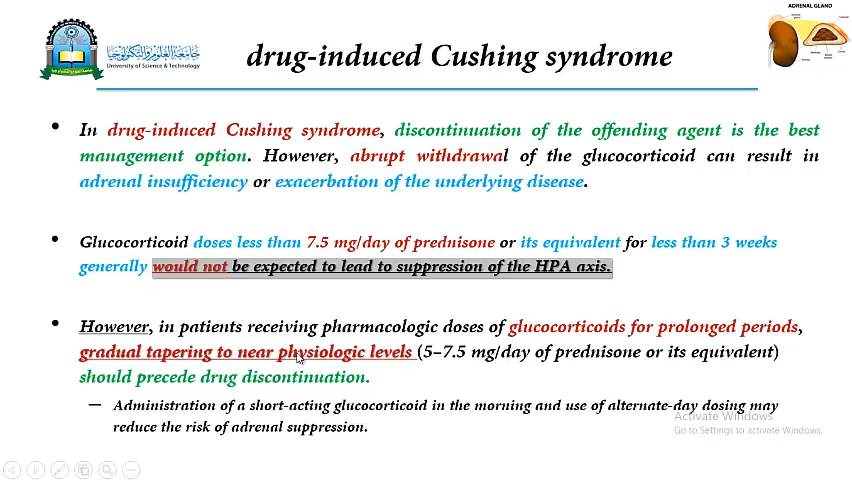 ADRENAL GLAND
جامعة العلوم والتكنولوجيا
University of Science & Technology
drug-induced Cushing syndrome
• In drug-induced Cushing syndrome, discontinuation of the offending agent is the best
management option. However, abrupt withdrawal of the glucocorticoid can result in
adrenal insufficiency or exacerbation of the underlying disease.
• Glucocorticoid doses less than 7.5 mg/day of prednisone or its equivalent for less than 3 weeks
generally would not be expected to lead to suppression of the HPA axis.
• However, in patients receiving pharmacologic doses of glucocorticoids for prolonged periods,
gradual tapering to near physiologic levels (5–7.5 mg/day of prednisone or its equivalent)
should precede drug discontinuation.
– Administration of a short-acting glucocorticoid in the morning and use of alternate-day dosing may
reduce the risk of adrenal suppression.
Activate Windows
Go to Settings to activate Windows.